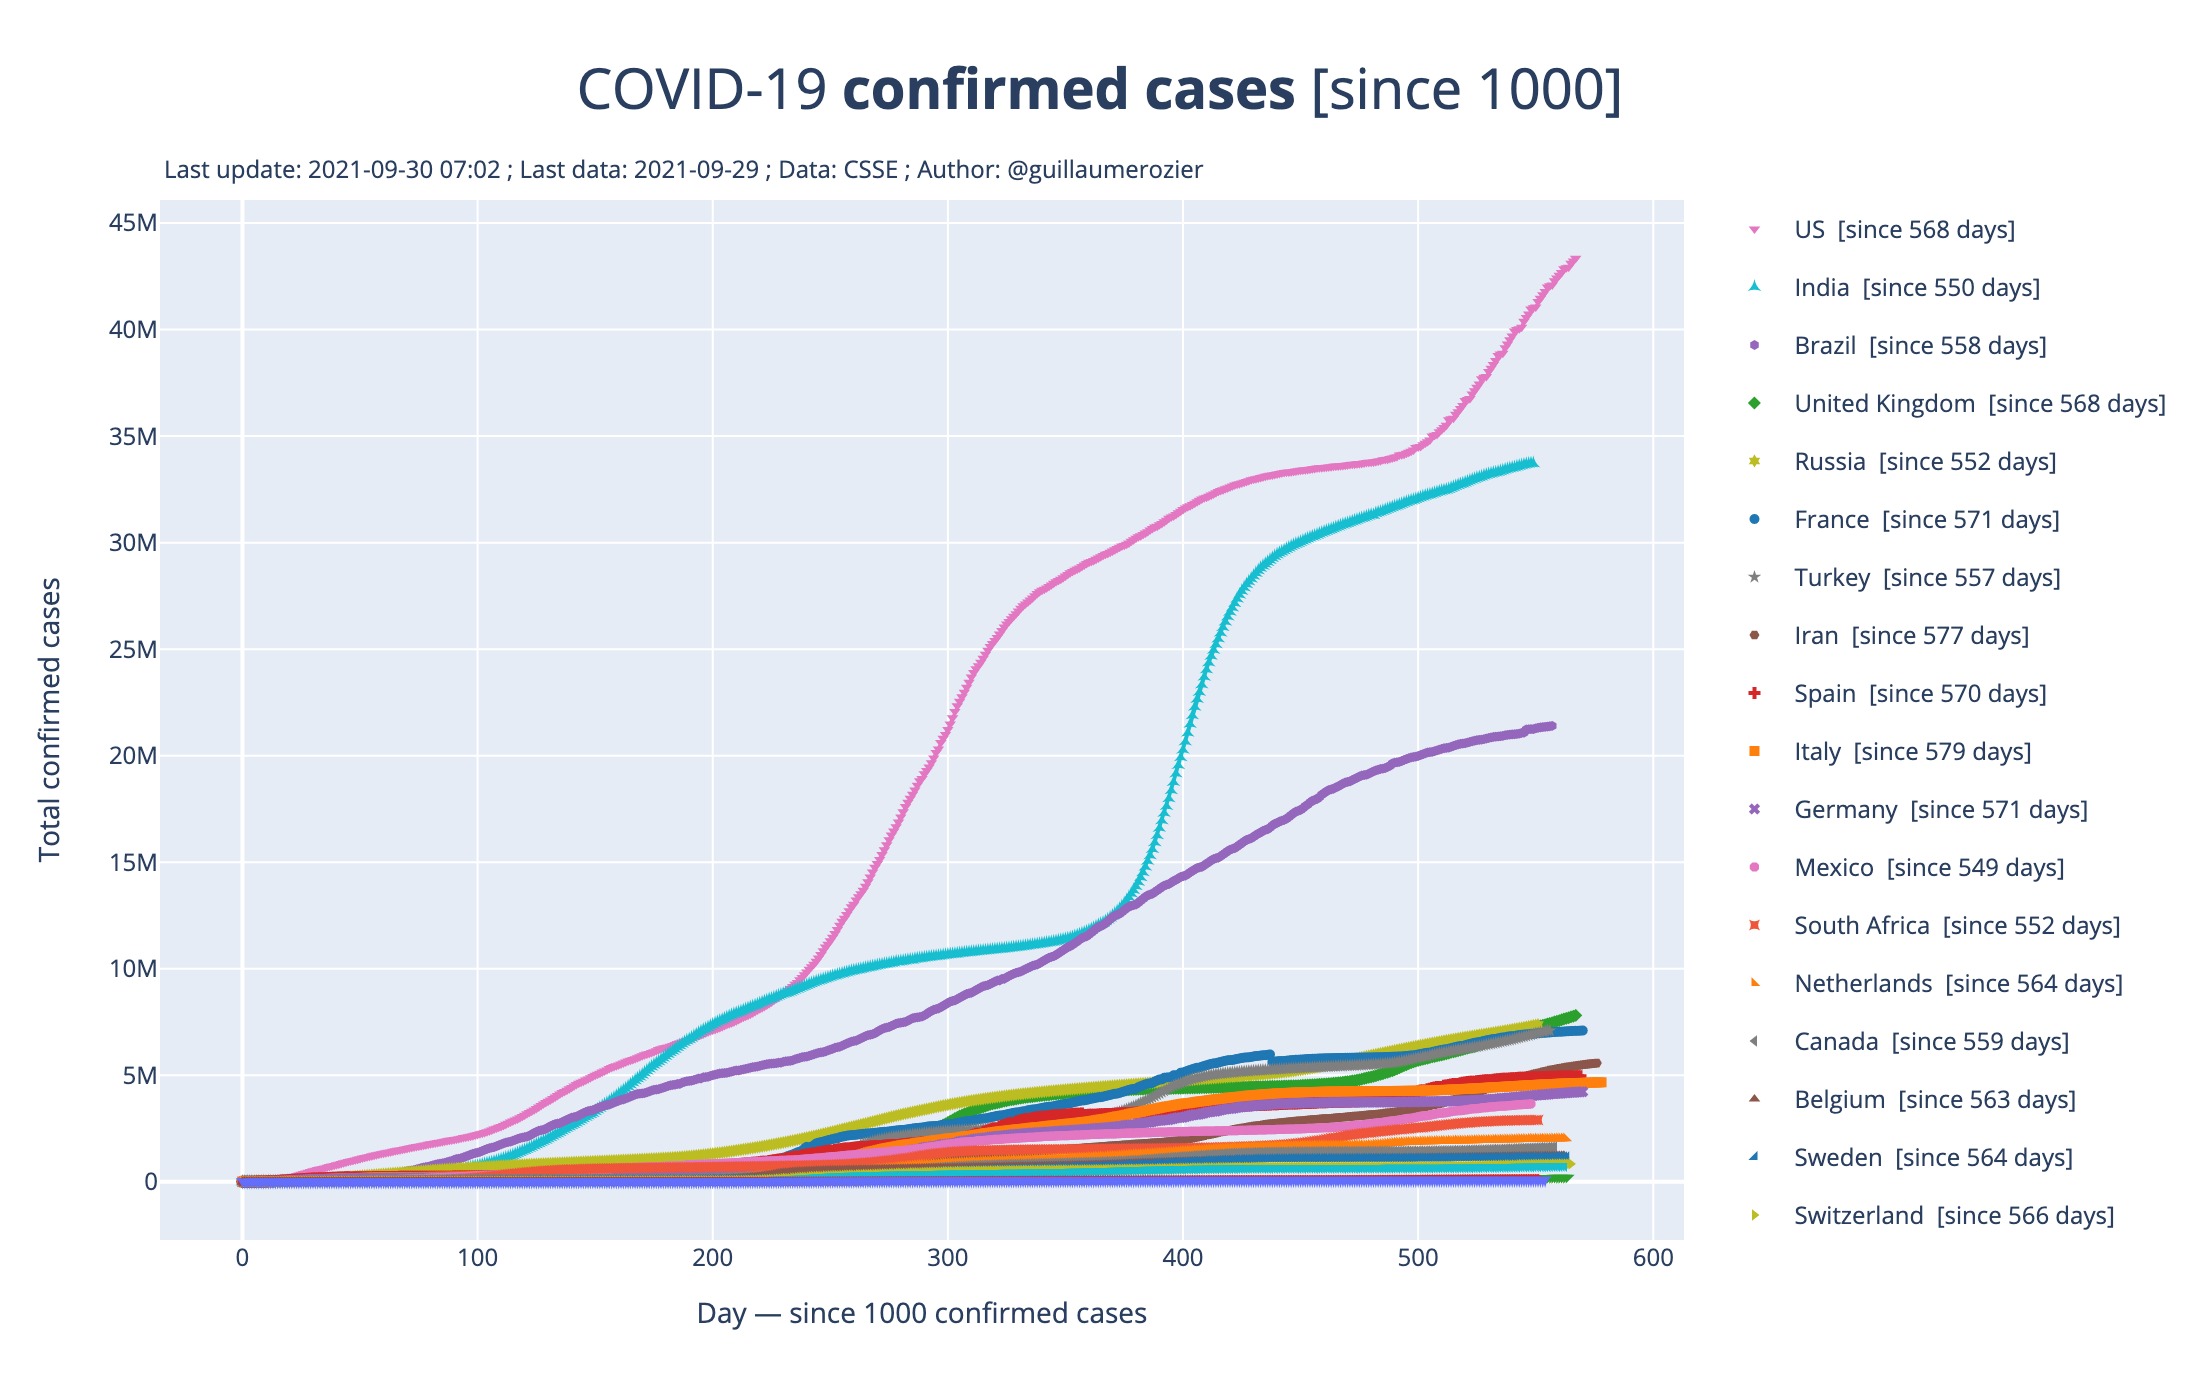 COVID-19 confirmed cases [since 1000]
Last update: 2021-09-30 07:02 ; Last data: 2021-09-29 ; Data: CSSE ; Author: @guillaumerozier
45M
40M
35M
30M
25M
20M
15M
10M
5M
0
Total confirmed cases
0 100 200 300 400 500 600
Day — since 1000 confirmed cases
US [since 568 days]
India [since 550 days]
Brazil [since 558 days]
United Kingdom [since 568 days]
Russia [since 552 days]
France [since 571 days]
Turkey [since 557 days]
Iran [since 577 days]
Spain [since 570 days]
Italy [since 579 days]
Germany [since 571 days]
Mexico [since 549 days]
South Africa [since 552 days]
Netherlands [since 564 days]
Canada [since 559 days]
Belgium [since 563 days]
Sweden [since 564 days]
Switzerland [since 566 days]